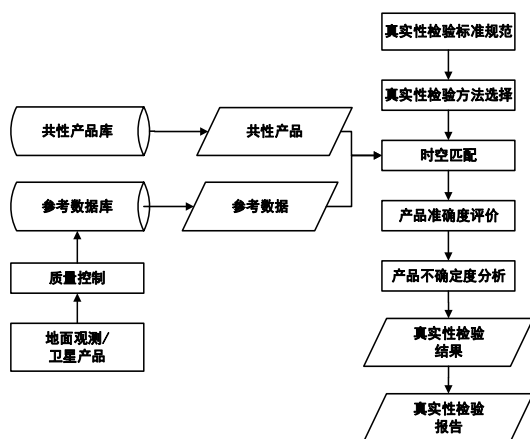 真实性检验标准规范
真实性检验方法选择
共性产品库
共性产品
时空匹配
参考数据库
参考数据
产品准确度评价
质量控制
产品不确定度分析
地面观测/
卫星产品
真实性检验
结果
真实性检验
报告